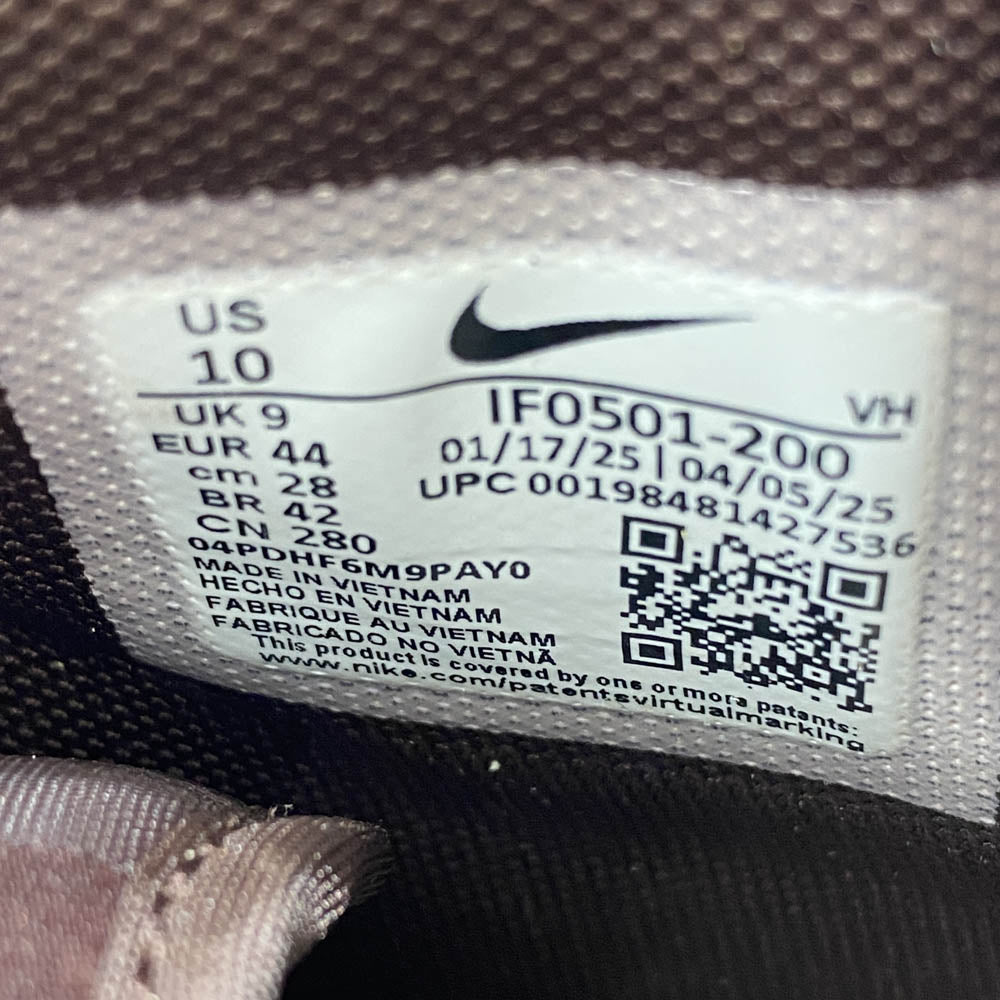 US
10
VH
UK 9
IF0501-200
EUR 44
01/17/25 | 04/05/25
cm 28
UPC 00198481427536
BR 42
CN 280
04PDHF6M9PAY0
MADE IN VIETNAM
HECHO EN VIETNAM
FABRIQUE AU VIETNAM
FABRICADO NO VIETNÃ
This product is covered by one or more patents:
www.nike.com/patentsvirtualmarking